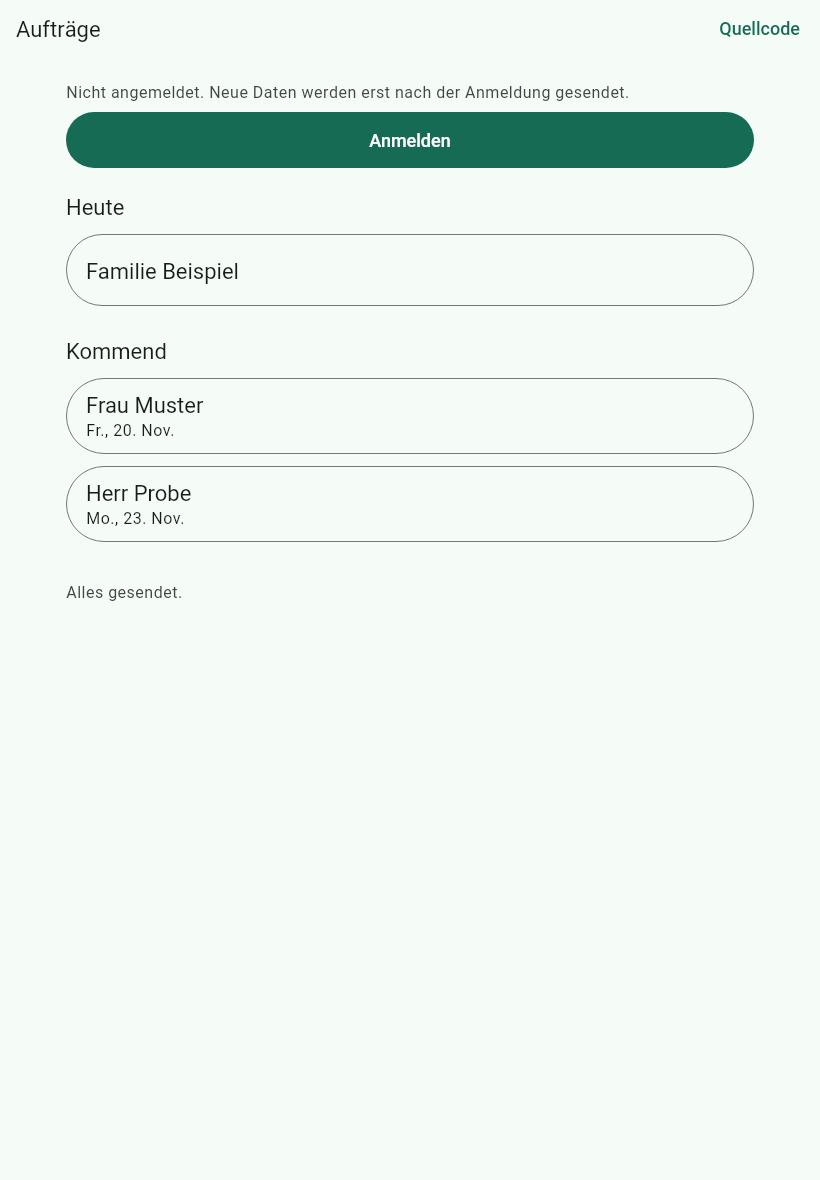 Aufträge
Quellcode
Nicht angemeldet. Neue Daten werden erst nach der Anmeldung gesendet.
Anmelden
Heute
Familie Beispiel
Kommend
Frau Muster
Fr., 20. Nov.
Herr Probe
Mo., 23. Nov.
Alles gesendet.